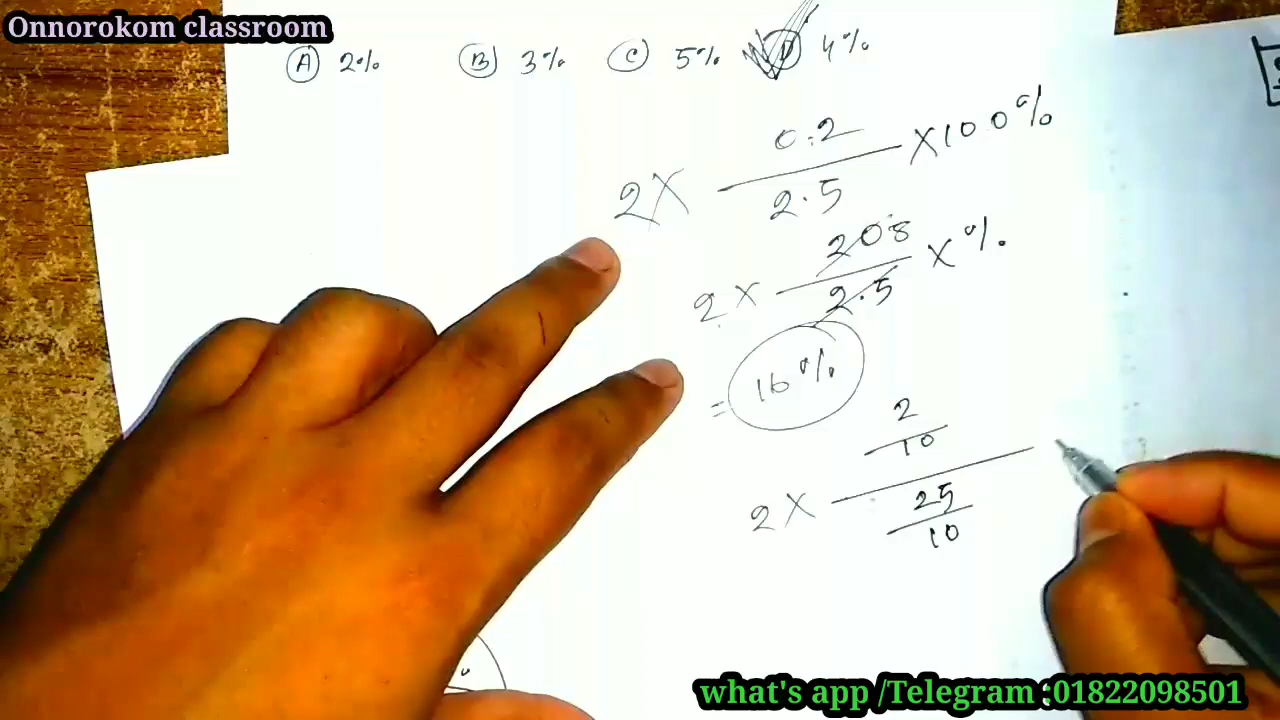 Onnorokom classroom
(A) 2% (B) 3% (C) 5% (D) 4%
2 × 0.2 / 2.5 × 100%
2 × 208 / 2.5 × %
= 16%
2 × 2/10 / 25/10
what's app /Telegram :01822098501